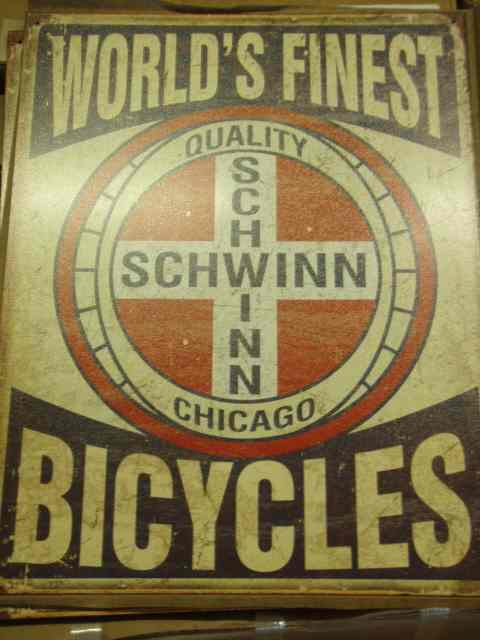 WORLD'S FINEST
QUALITY
SCHWINN
SCHWINN
CHICAGO
BICYCLES